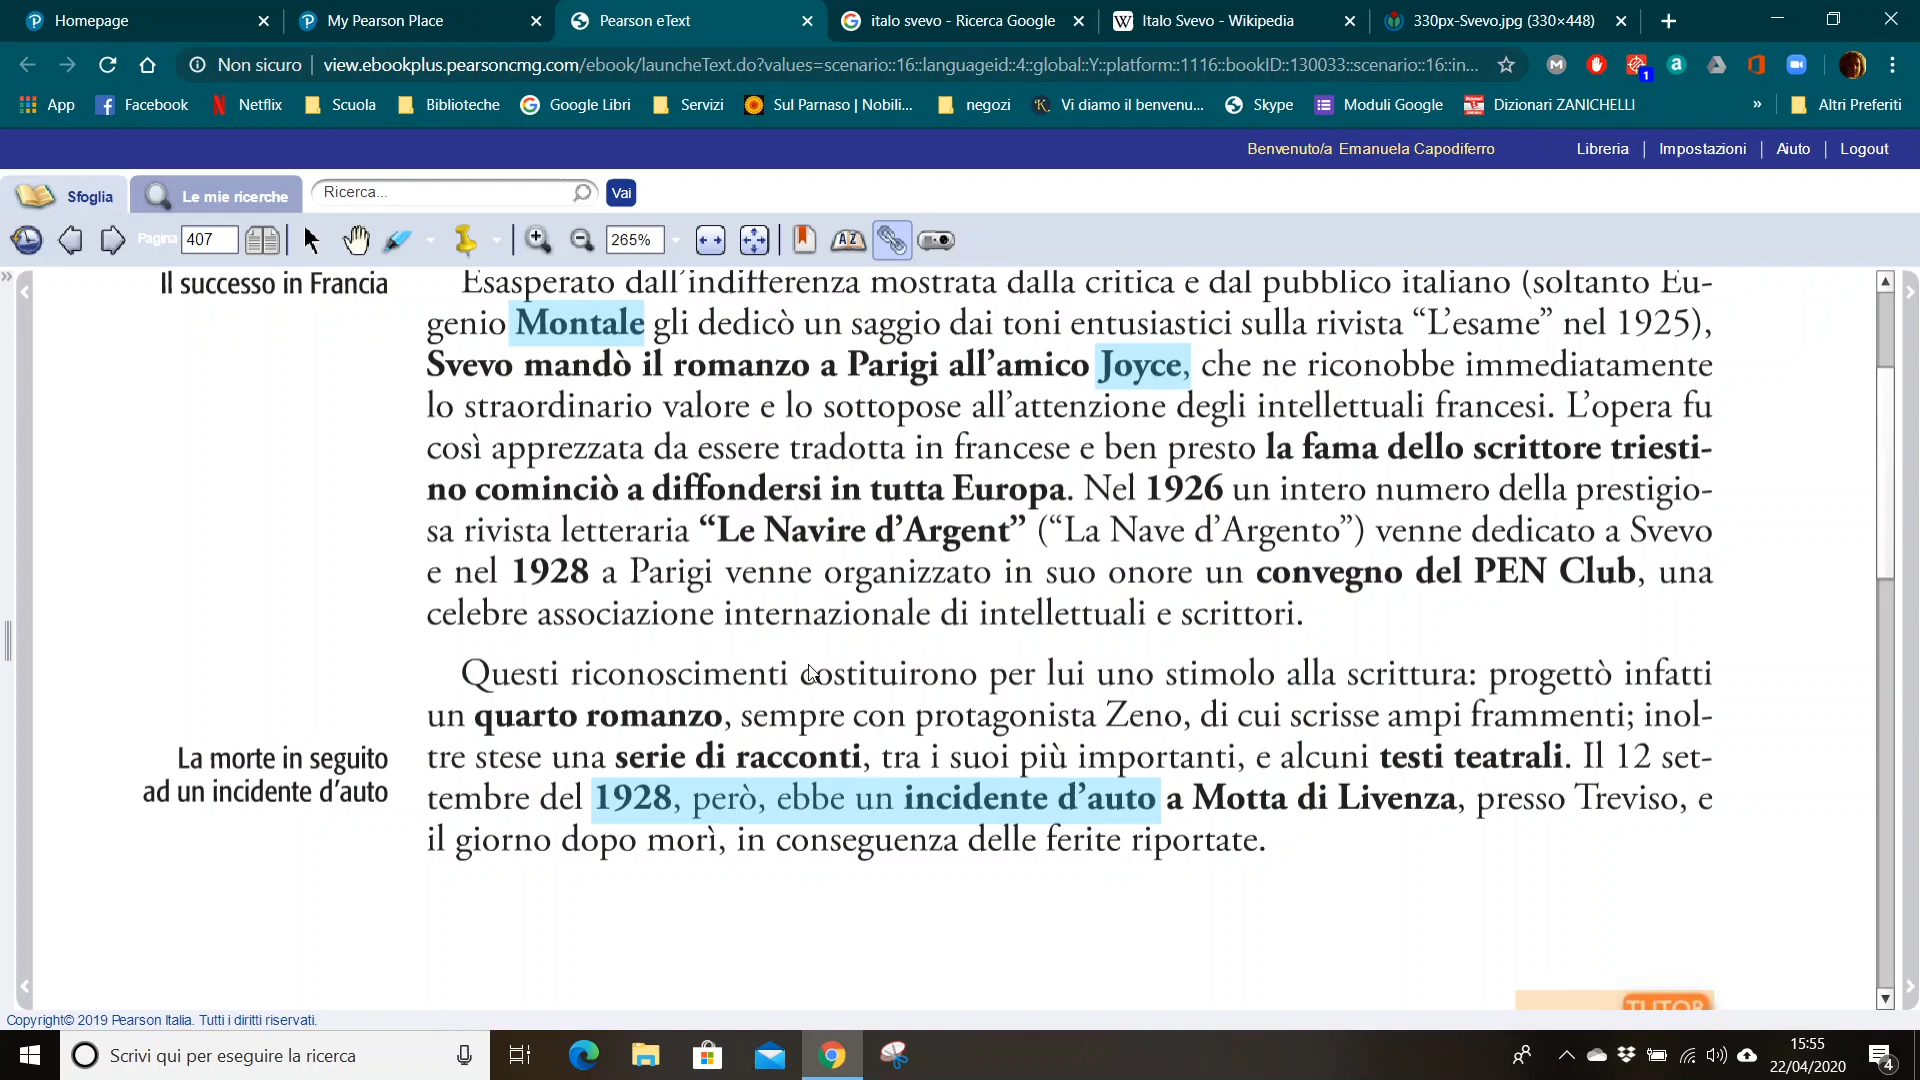 Homepage
My Pearson Place
Pearson eText
italo svevo - Ricerca Google
Italo Svevo - Wikipedia
330px-Svevo.jpg (330×448)
Non sicuro
view.ebookplus.pearsoncmg.com/ebook/launcheText.do?values=scenario::16::languageid::4::global::Y::platform::1116::bookID::130033::scenario::16::in...
1
App
Facebook
Netflix
Scuola
Biblioteche
Google Libri
Servizi
Sul Parnaso | Nobili...
negozi
Vi diamo il benvenu...
Skype
Moduli Google
Dizionari ZANICHELLI
»
Altri Preferiti
Benvenuto/a Emanuela Capodiferro
Libreria | Impostazioni | Aiuto | Logout
Sfoglia
Le mie ricerche
Ricerca...
Vai
Pagina 407
265%
AZ
Il successo in Francia
Esasperato dall'indifferenza mostrata dalla critica e dal pubblico italiano (soltanto Eu-
genio Montale gli dedicò un saggio dai toni entusiastici sulla rivista “L'esame” nel 1925),
Svevo mandò il romanzo a Parigi all'amico Joyce, che ne riconobbe immediatamente
lo straordinario valore e lo sottopose all'attenzione degli intellettuali francesi. L'opera fu
così apprezzata da essere tradotta in francese e ben presto la fama dello scrittore triesti-
no cominciò a diffondersi in tutta Europa. Nel 1926 un intero numero della prestigio-
sa rivista letteraria “Le Navire d'Argent” (“La Nave d'Argento”) venne dedicato a Svevo
e nel 1928 a Parigi venne organizzato in suo onore un convegno del PEN Club, una
celebre associazione internazionale di intellettuali e scrittori.
Questi riconoscimenti costituirono per lui uno stimolo alla scrittura: progettò infatti
un quarto romanzo, sempre con protagonista Zeno, di cui scrisse ampi frammenti; inol-
La morte in seguito
ad un incidente d'auto
tre stese una serie di racconti, tra i suoi più importanti, e alcuni testi teatrali. Il 12 set-
tembre del 1928, però, ebbe un incidente d'auto a Motta di Livenza, presso Treviso, e
il giorno dopo morì, in conseguenza delle ferite riportate.
TUTOR
Copyright© 2019 Pearson Italia. Tutti i diritti riservati.
Scrivi qui per eseguire la ricerca
15:55
22/04/2020
4